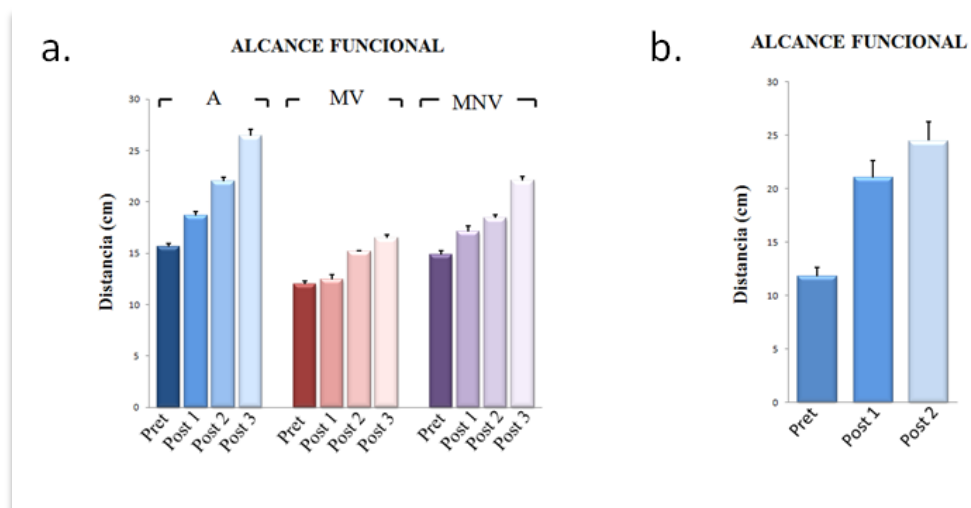 a.
ALCANCE FUNCIONAL
A
MV
MNV
Distancia (cm)
30
25
20
15
10
5
0
Pret
Post 1
Post 2
Post 3
Pret
Post 1
Post 2
Post 3
Pret
Post 1
Post 2
Post 3
b.
ALCANCE FUNCIONAL
Distancia (cm)
30
25
20
15
10
5
0
Pret
Post 1
Post 2